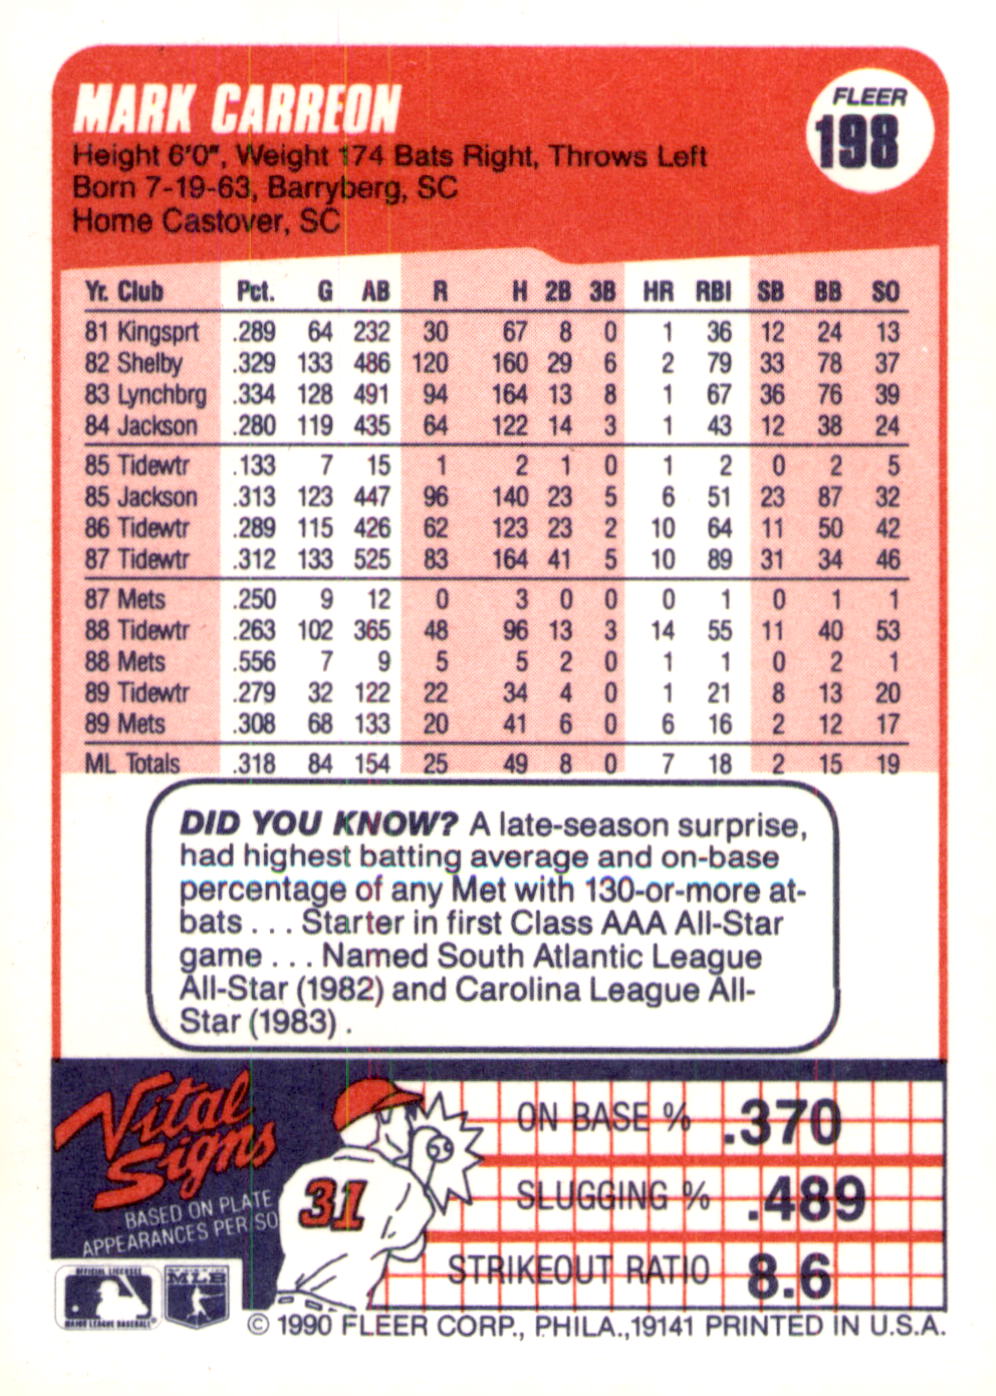 MARK CARREON
FLEER
198
Height 6'0", Weight 174 Bats Right, Throws Left
Born 7-19-63, Barryberg, SC
Home Castover, SC
Yr. Club Pct. G AB R H 2B 3B HR RBI SB BB SO
81 Kingsprt .289 64 232 30 67 8 0 1 36 12 24 13
82 Shelby .329 133 486 120 160 29 6 2 79 33 78 37
83 Lynchbrg .334 128 491 94 164 13 8 1 67 36 76 39
84 Jackson .280 119 435 64 122 14 3 1 43 12 38 24
85 Tidewtr .133 7 15 1 2 1 0 1 2 0 2 5
85 Jackson .313 123 447 96 140 23 5 6 51 23 87 32
86 Tidewtr .289 115 426 62 123 23 2 10 64 11 50 42
87 Tidewtr .312 133 525 83 164 41 5 10 89 31 34 46
87 Mets .250 9 12 0 3 0 0 0 1 0 1 1
88 Tidewtr .263 102 365 48 96 13 3 14 55 11 40 53
88 Mets .556 7 9 5 5 2 0 1 1 0 2 1
89 Tidewtr .279 32 122 22 34 4 0 1 21 8 13 20
89 Mets .308 68 133 20 41 6 0 6 16 2 12 17
ML Totals .318 84 154 25 49 8 0 7 18 2 15 19
DID YOU KNOW? A late-season surprise,
had highest batting average and on-base
percentage of any Met with 130-or-more at-
bats . . . Starter in first Class AAA All-Star
game . . . Named South Atlantic League
All-Star (1982) and Carolina League All-
Star (1983) .
Vital
Signs
BASED ON PLATE
APPEARANCES PER SO
31
ON BASE % .370
SLUGGING % .489
STRIKEOUT RATIO 8.6
OFFICIAL LICENSEE
MAJOR LEAGUE BASEBALL
MLB
© 1990 FLEER CORP., PHILA.,19141 PRINTED IN U.S.A.